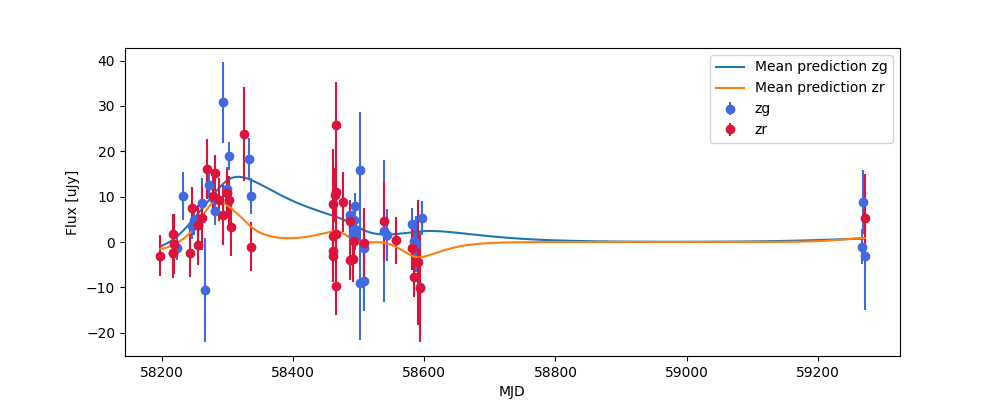 40
30
20
10
0
−10
−20
Flux [uJy]
58200
58400
58600
58800
59000
59200
MJD
Mean prediction zg
Mean prediction zr
zg
zr